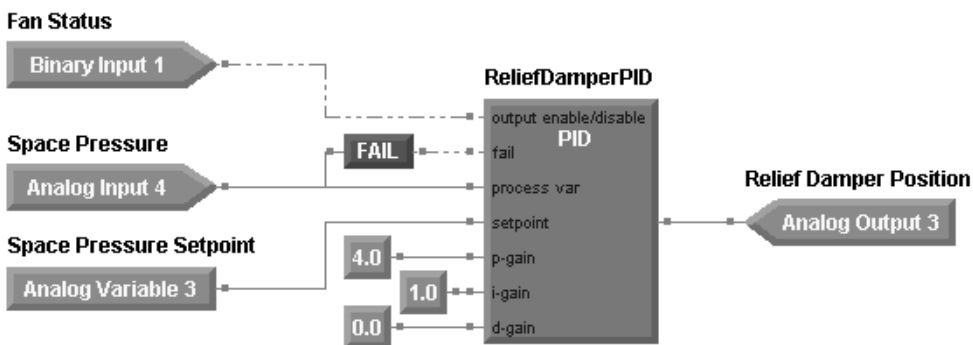 Fan Status
Binary Input 1
ReliefDamperPID
output enable/disable
PID
Space Pressure
FAIL
fail
Analog Input 4
process var
Relief Damper Position
setpoint
Analog Output 3
Space Pressure Setpoint
4.0
p-gain
Analog Variable 3
1.0
i-gain
0.0
d-gain